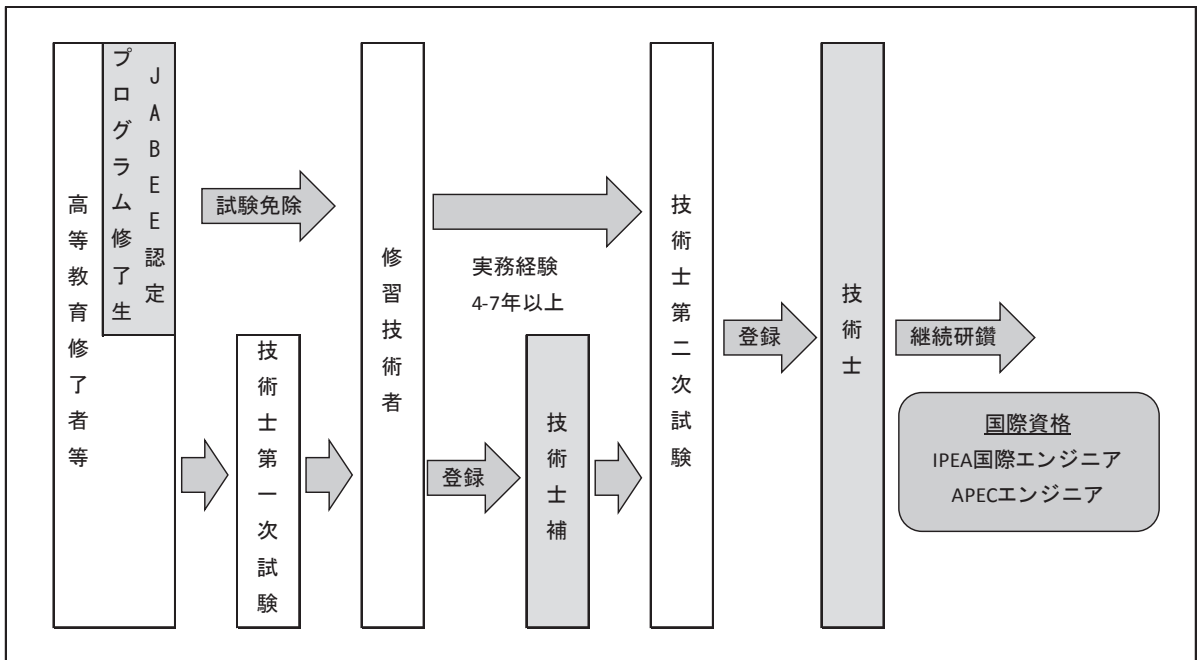 高等教育修了者等
JABEE認定
プログラム修了生
試験免除
技術士第一次試験
修習技術者
実務経験
4-7年以上
登録
技術士補
技術士第二次試験
登録
技術士
継続研鑽
国際資格
IPEA国際エンジニア
APECエンジニア